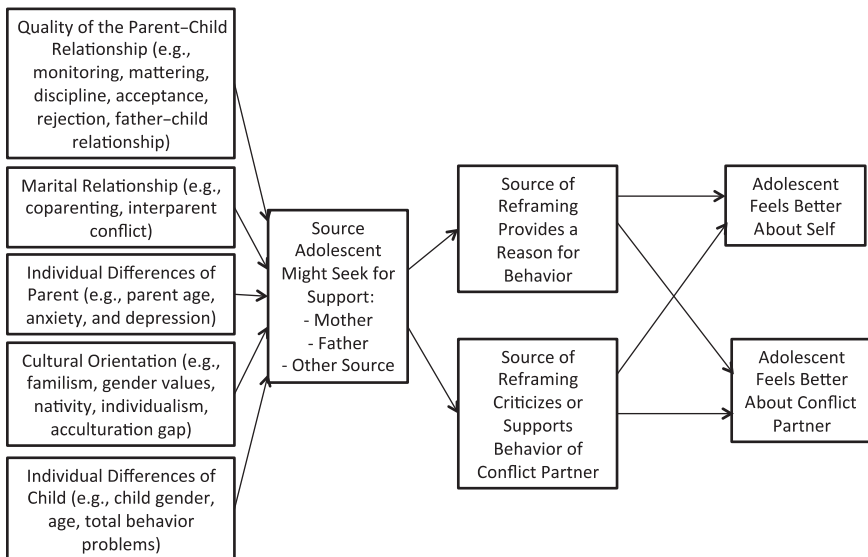 Quality of the Parent–Child
Relationship (e.g.,
monitoring, mattering,
discipline, acceptance,
rejection, father–child
relationship)
Marital Relationship (e.g.,
coparenting, interparent
conflict)
Individual Differences of
Parent (e.g., parent age,
anxiety, and depression)
Cultural Orientation (e.g.,
familism, gender values,
nativity, individualism,
acculturation gap)
Individual Differences of
Child (e.g., child gender,
age, total behavior
problems)
Source
Adolescent
Might Seek for
Support:
- Mother
- Father
- Other Source
Source of
Reframing
Provides a
Reason for
Behavior
Source of
Reframing
Criticizes or
Supports
Behavior of
Conflict Partner
Adolescent
Feels Better
About Self
Adolescent
Feels Better
About Conflict
Partner